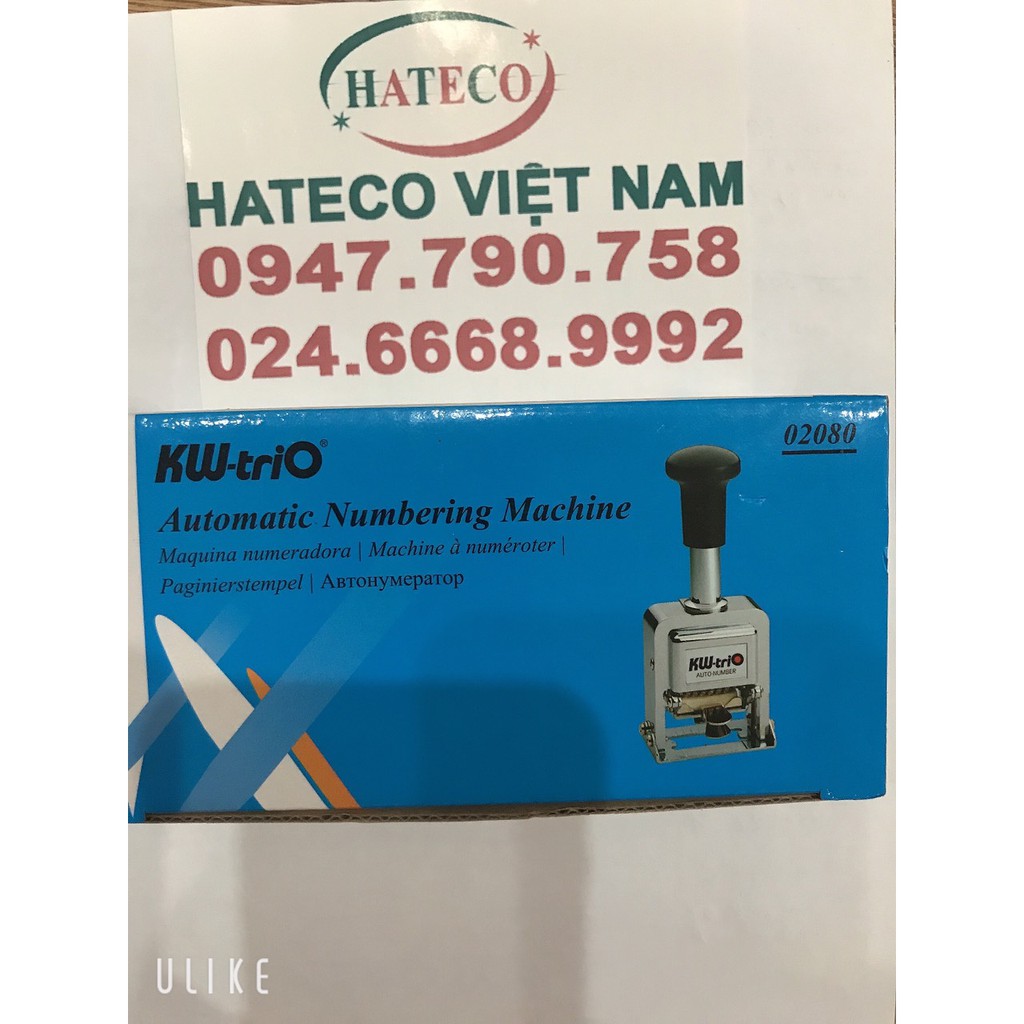 HATECO
HATECO VIỆT NAM
0947.790.758
024.6668.9992
KW-triO®
02080
Automatic Numbering Machine
Maquina numeradora | Machine à numéroter |
Paginierstempel | Автонумератор
KW-triO
AUTO NUMBER
ULIKE